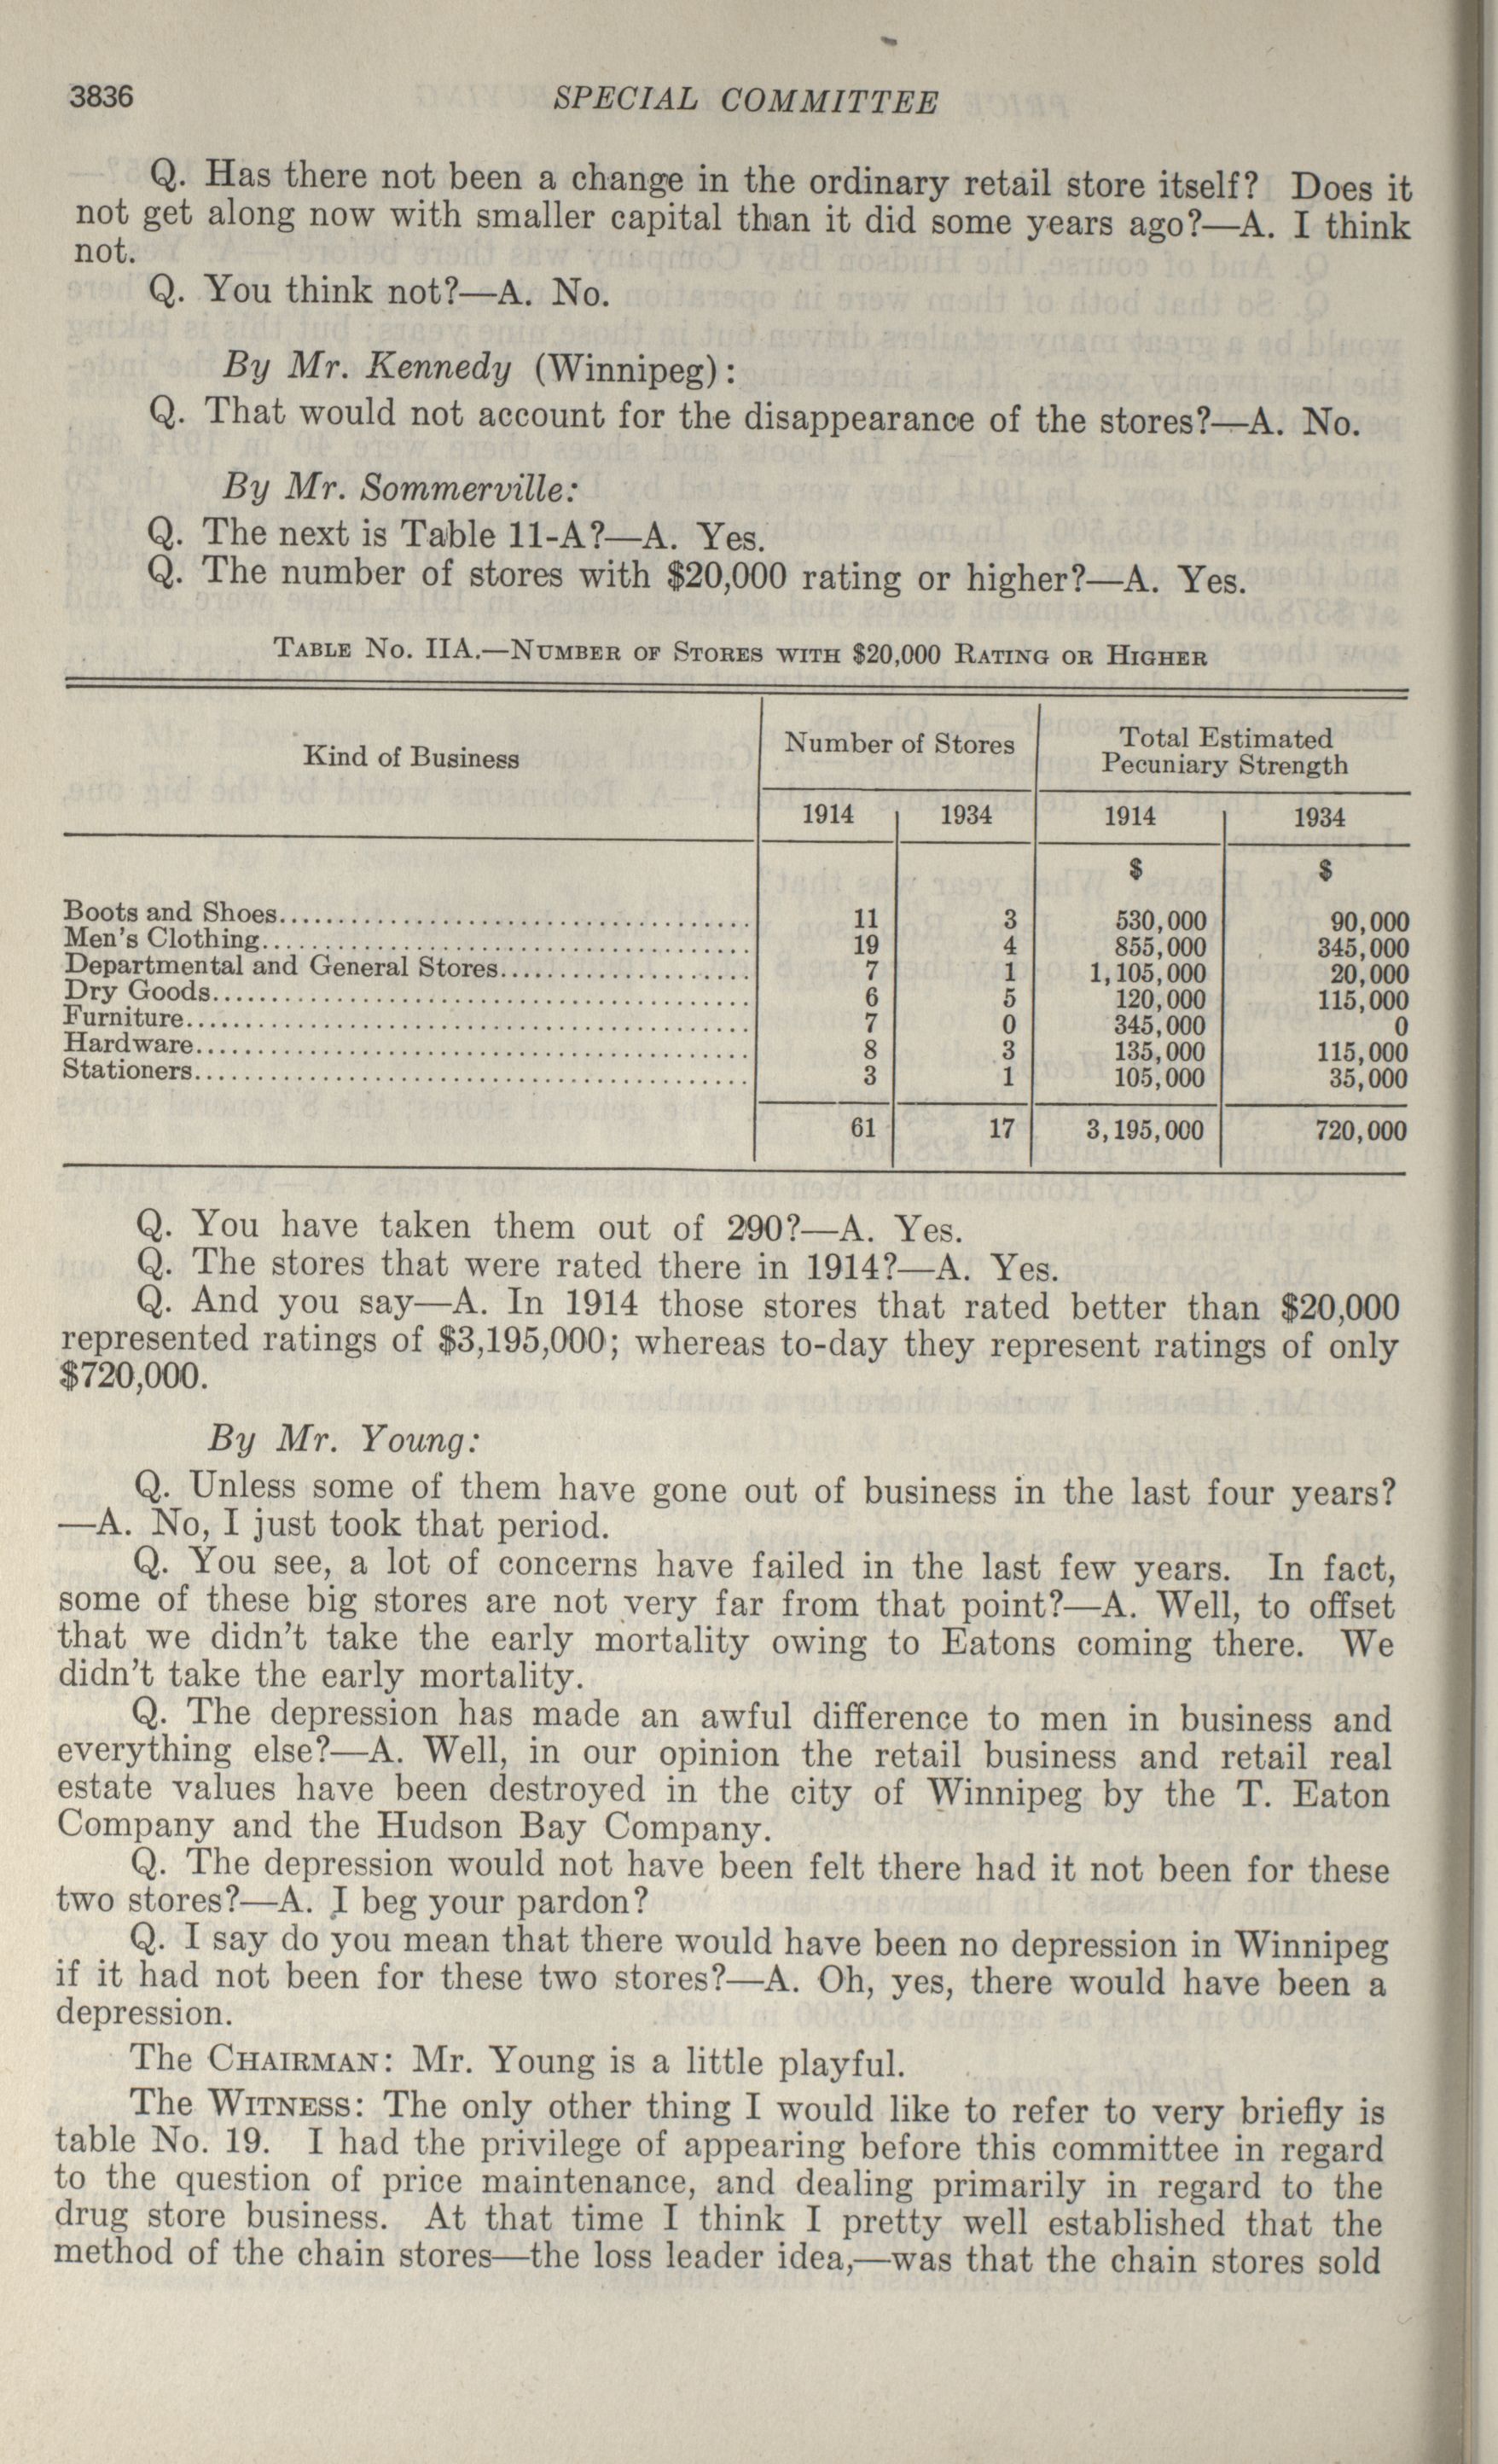 3836
SPECIAL COMMITTEE
Q. Has there not been a change in the ordinary retail store itself? Does it
not get along now with smaller capital than it did some years ago?—A. I think
not.
Q. You think not?—A. No.
By Mr. Kennedy (Winnipeg):
Q. That would not account for the disappearance of the stores?—A. No.
By Mr. Sommerville:
Q. The next is Table 11-A?—A. Yes.
Q. The number of stores with $20,000 rating or higher?—A. Yes.
TABLE NO. IIA.—NUMBER OF STORES WITH $20,000 RATING OR HIGHER
Kind of Business
Number of Stores
Total Estimated
Pecuniary Strength
1914 1934 1914 1934
$ $
Boots and Shoes 11 3 530,000 90,000
Men's Clothing 19 4 855,000 345,000
Departmental and General Stores 7 1 1,105,000 20,000
Dry Goods 6 5 120,000 115,000
Furniture 7 0 345,000 0
Hardware 8 3 135,000 115,000
Stationers 3 1 105,000 35,000
61 17 3,195,000 720,000
Q. You have taken them out of 290?—A. Yes.
Q. The stores that were rated there in 1914?—A. Yes.
Q. And you say—A. In 1914 those stores that rated better than $20,000
represented ratings of $3,195,000; whereas to-day they represent ratings of only
$720,000.
By Mr. Young:
Q. Unless some of them have gone out of business in the last four years?
—A. No, I just took that period.
Q. You see, a lot of concerns have failed in the last few years. In fact,
some of these big stores are not very far from that point?—A. Well, to offset
that we didn't take the early mortality owing to Eatons coming there. We
didn't take the early mortality.
Q. The depression has made an awful difference to men in business and
everything else?—A. Well, in our opinion the retail business and retail real
estate values have been destroyed in the city of Winnipeg by the T. Eaton
Company and the Hudson Bay Company.
Q. The depression would not have been felt there had it not been for these
two stores?—A. I beg your pardon?
Q. I say do you mean that there would have been no depression in Winnipeg
if it had not been for these two stores?—A. Oh, yes, there would have been a
depression.
The CHAIRMAN: Mr. Young is a little playful.
The WITNESS: The only other thing I would like to refer to very briefly is
table No. 19. I had the privilege of appearing before this committee in regard
to the question of price maintenance, and dealing primarily in regard to the
drug store business. At that time I think I pretty well established that the
method of the chain stores—the loss leader idea,—was that the chain stores sold